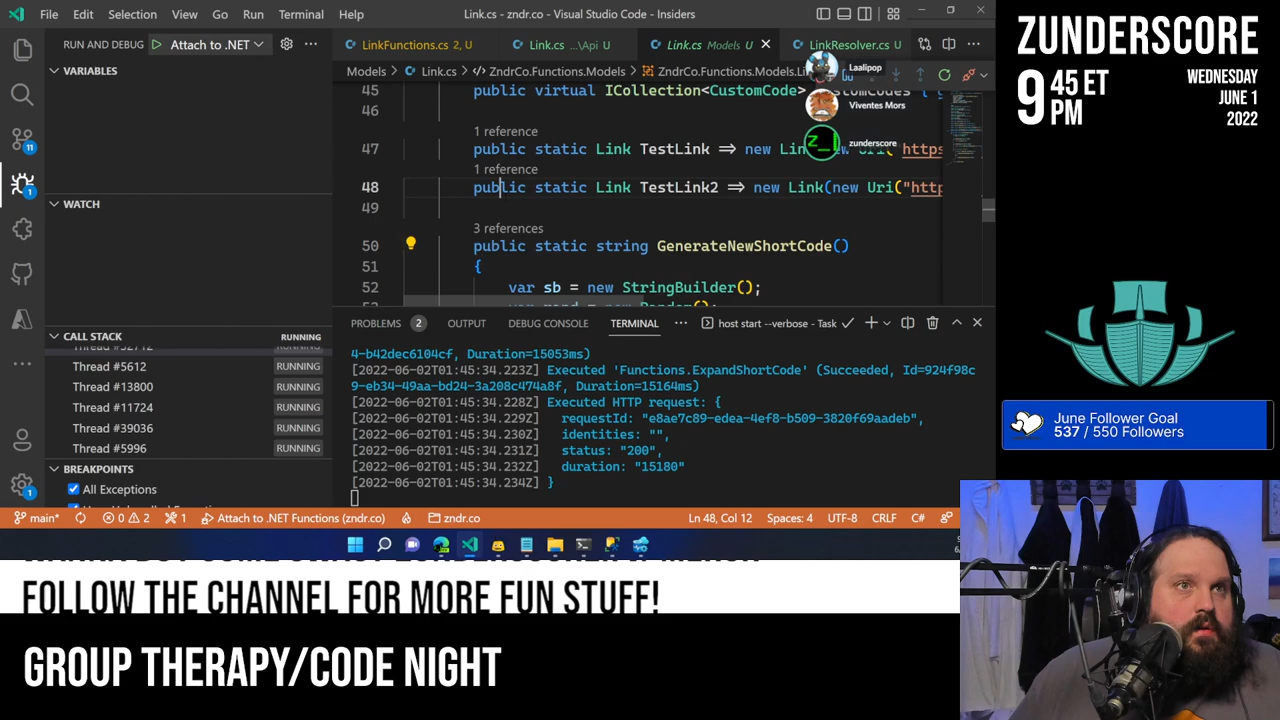 File Edit Selection View Go Run Terminal Help
Link.cs - zndr.co - Visual Studio Code - Insiders
RUN AND DEBUG
Attach to .NET
LinkFunctions.cs 2, U
Link.cs ...\Api U
Link.cs Models U
LinkResolver.cs U
Models > Link.cs > ZndrCo.Functions.Models > ZndrCo.Functions.Models.Lin
VARIABLES
WATCH
CALL STACK RUNNING
Thread #5612 RUNNING
Thread #13800 RUNNING
Thread #11724 RUNNING
Thread #39036 RUNNING
Thread #5996 RUNNING
BREAKPOINTS
All Exceptions
11
1
1
45 public virtual ICollection<CustomCode>
46
1 reference
47 public static Link TestLink => new Lin Uri( https
1 reference
48 public static Link TestLink2 => new Link(new Uri("http
49
3 references
50 public static string GenerateNewShortCode()
51 {
52 var sb = new StringBuilder();
Laalipop
Viventes Mors
z_
zunderscore
PROBLEMS 2 OUTPUT DEBUG CONSOLE TERMINAL ... host start --verbose - Task
4-b42dec6104cf, Duration=15053ms)
[2022-06-02T01:45:34.223Z] Executed 'Functions.ExpandShortCode' (Succeeded, Id=924f98c
9-eb34-49aa-bd24-3a208c474a8f, Duration=15164ms)
[2022-06-02T01:45:34.228Z] Executed HTTP request: {
[2022-06-02T01:45:34.229Z] requestId: "e8ae7c89-edea-4ef8-b509-3820f69aadeb",
[2022-06-02T01:45:34.230Z] identities: "",
[2022-06-02T01:45:34.231Z] status: "200",
[2022-06-02T01:45:34.232Z] duration: "15180"
[2022-06-02T01:45:34.234Z] }
main* 0 2 1 Attach to .NET Functions (zndr.co) zndr.co Ln 48, Col 12 Spaces: 4 UTF-8 CRLF C#
ZUNDERSCORE
9 45 ET
PM
WEDNESDAY
JUNE 1
2022
June Follower Goal
537 / 550 Followers
FOLLOW THE CHANNEL FOR MORE FUN STUFF!
GROUP THERAPY/CODE NIGHT